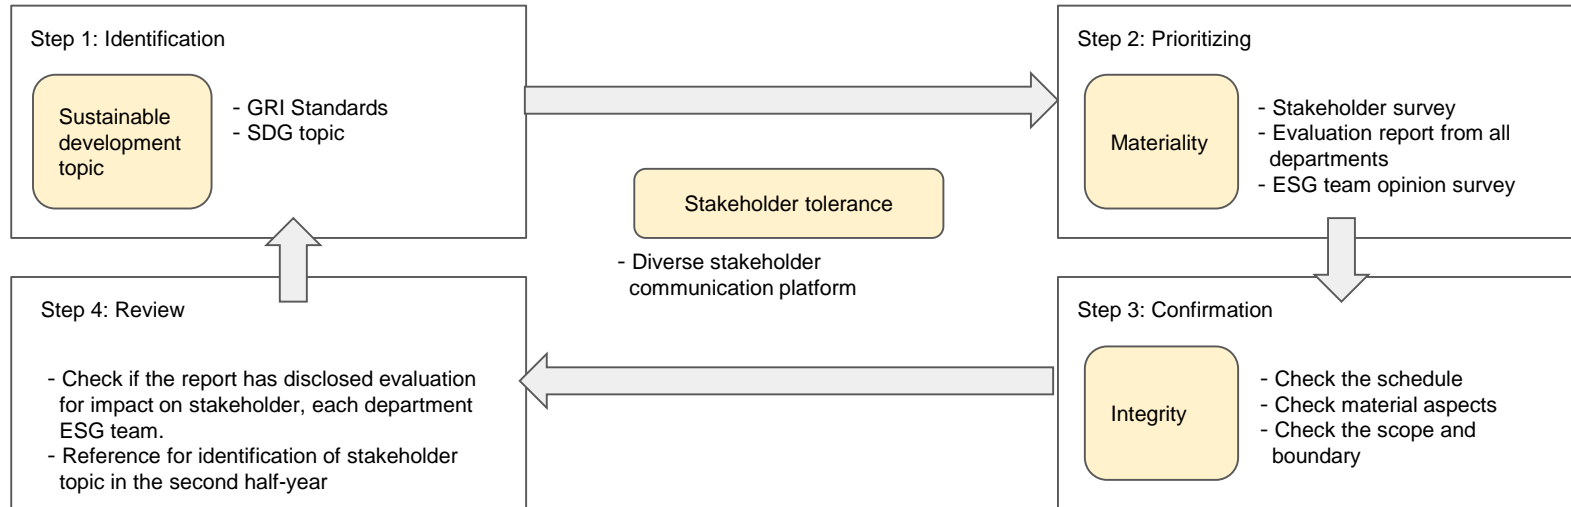 Step 1: Identification
Sustainable
development
topic
- GRI Standards
- SDG topic
Step 2: Prioritizing
Materiality
- Stakeholder survey
- Evaluation report from all
departments
- ESG team opinion survey
Stakeholder tolerance
- Diverse stakeholder
communication platform
Step 3: Confirmation
Integrity
- Check the schedule
- Check material aspects
- Check the scope and
boundary
Step 4: Review
- Check if the report has disclosed evaluation
for impact on stakeholder, each department
ESG team.
- Reference for identification of stakeholder
topic in the second half-year